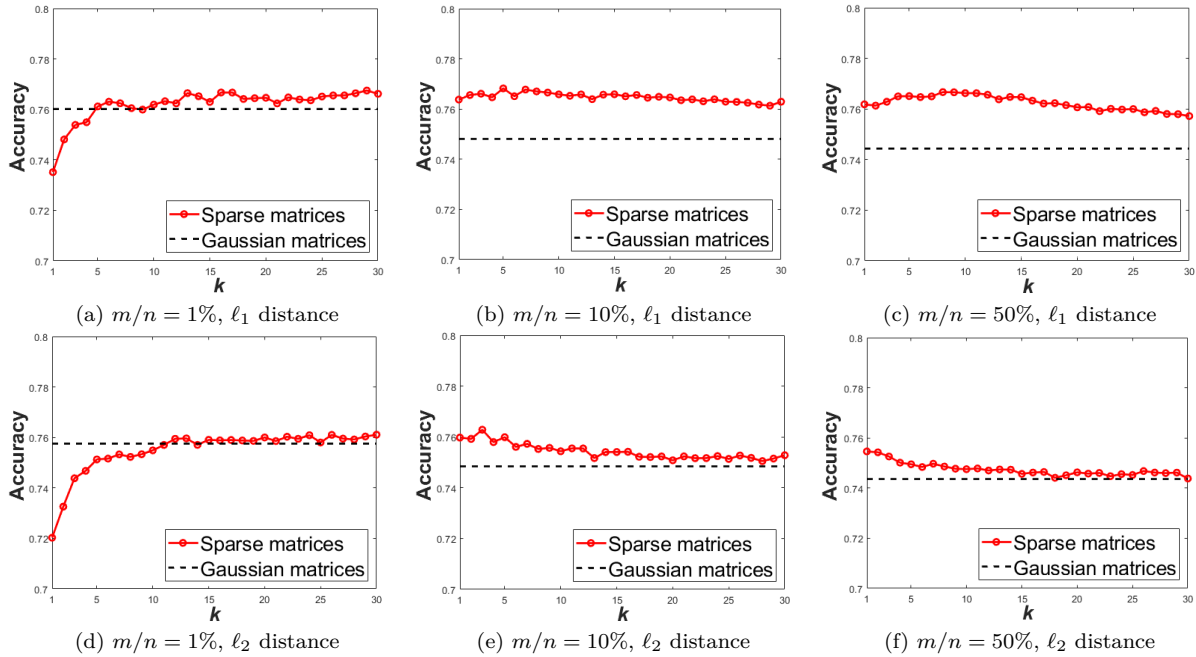 0.8
0.78
0.76
0.74
0.72
0.7
Accuracy
Sparse matrices
Gaussian matrices
1 5 10 15 20 25 30
k
(a) m/n = 1%, ℓ1 distance
0.8
0.78
0.76
0.74
0.72
0.7
Accuracy
Sparse matrices
Gaussian matrices
1 5 10 15 20 25 30
k
(b) m/n = 10%, ℓ1 distance
0.8
0.78
0.76
0.74
0.72
0.7
Accuracy
Sparse matrices
Gaussian matrices
1 5 10 15 20 25 30
k
(c) m/n = 50%, ℓ1 distance
0.8
0.78
0.76
0.74
0.72
0.7
Accuracy
Sparse matrices
Gaussian matrices
1 5 10 15 20 25 30
k
(d) m/n = 1%, ℓ2 distance
0.8
0.78
0.76
0.74
0.72
0.7
Accuracy
Sparse matrices
Gaussian matrices
1 5 10 15 20 25 30
k
(e) m/n = 10%, ℓ2 distance
0.8
0.78
0.76
0.74
0.72
0.7
Accuracy
Sparse matrices
Gaussian matrices
1 5 10 15 20 25 30
k
(f) m/n = 50%, ℓ2 distance